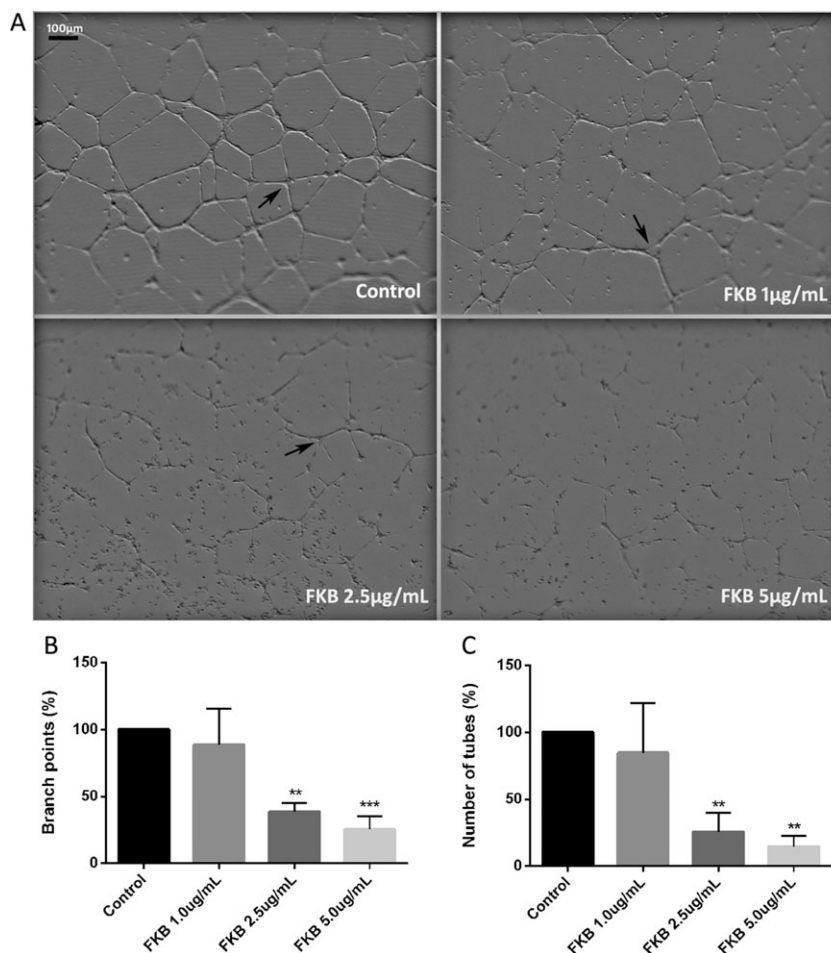 A
100µm
Control
FKB 1µg/mL
FKB 2.5µg/mL
FKB 5µg/mL
B
Branch points (%)
150
100
50
0
**
***
Control
FKB 1.0ug/mL
FKB 2.5ug/mL
FKB 5.0ug/mL
C
Number of tubes (%)
150
100
50
0
**
**
Control
FKB 1.0ug/mL
FKB 2.5ug/mL
FKB 5.0ug/mL